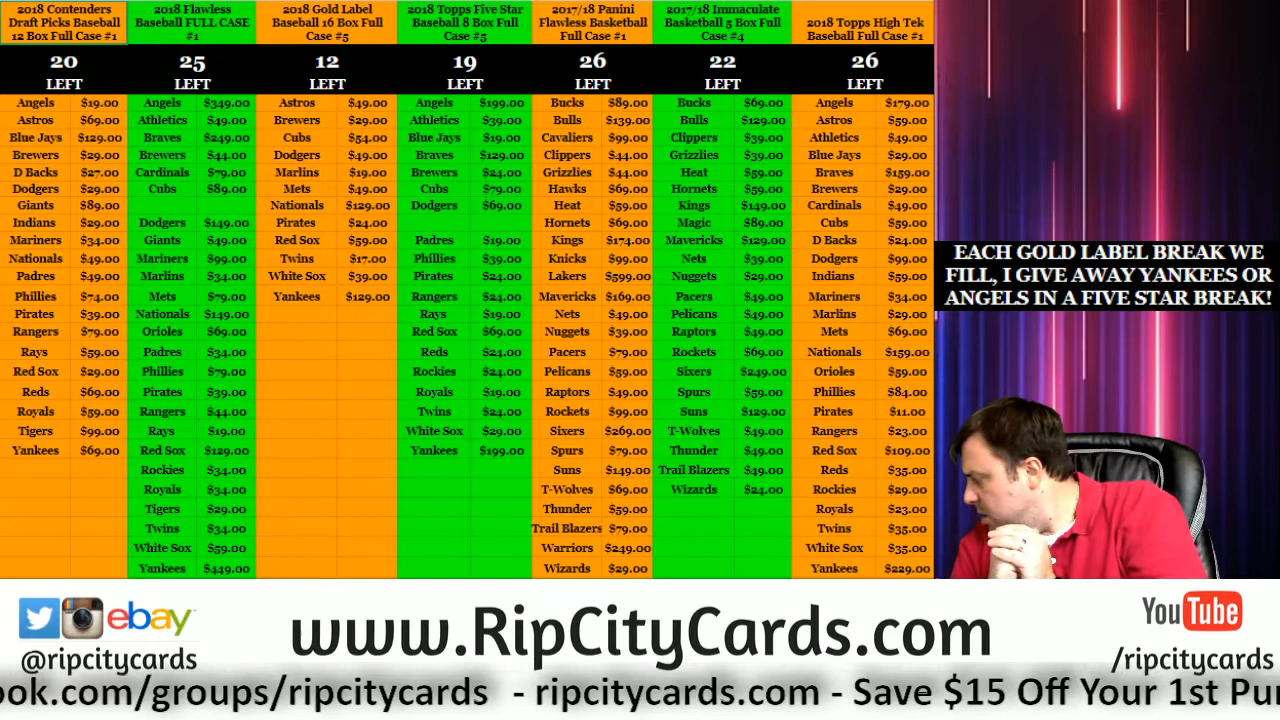 2018 Contenders Draft Picks Baseball 12 Box Full Case #1
20
LEFT
Angels $19.00
Astros $69.00
Blue Jays $129.00
Brewers $29.00
D Backs $27.00
Dodgers $29.00
Giants $89.00
Indians $29.00
Mariners $34.00
Nationals $49.00
Padres $49.00
Phillies $74.00
Pirates $39.00
Rangers $79.00
Rays $59.00
Red Sox $29.00
Reds $69.00
Royals $59.00
Tigers $99.00
Yankees $69.00
2018 Flawless Baseball FULL CASE #1
25
LEFT
Angels $349.00
Athletics $49.00
Braves $249.00
Brewers $44.00
Cardinals $79.00
Cubs $89.00
Dodgers $149.00
Giants $49.00
Mariners $99.00
Marlins $34.00
Mets $79.00
Nationals $149.00
Orioles $69.00
Padres $34.00
Phillies $79.00
Pirates $39.00
Rangers $44.00
Rays $19.00
Red Sox $129.00
Rockies $34.00
Royals $34.00
Tigers $29.00
Twins $34.00
White Sox $59.00
Yankees $449.00
2018 Gold Label Baseball 16 Box Full Case #5
12
LEFT
Astros $49.00
Brewers $29.00
Cubs $54.00
Dodgers $49.00
Marlins $19.00
Mets $49.00
Nationals $129.00
Pirates $24.00
Red Sox $59.00
Twins $17.00
White Sox $39.00
Yankees $129.00
2018 Topps Five Star Baseball 8 Box Full Case #5
19
LEFT
Angels $199.00
Athletics $39.00
Blue Jays $19.00
Braves $129.00
Brewers $24.00
Cubs $79.00
Dodgers $69.00
Padres $19.00
Phillies $39.00
Pirates $24.00
Rangers $24.00
Rays $19.00
Red Sox $69.00
Reds $24.00
Rockies $24.00
Royals $19.00
Twins $24.00
White Sox $29.00
Yankees $199.00
2017/18 Panini Flawless Basketball Full Case #1
26
LEFT
Bucks $89.00
Bulls $139.00
Cavaliers $99.00
Clippers $44.00
Grizzlies $44.00
Hawks $69.00
Heat $59.00
Hornets $69.00
Kings $174.00
Knicks $99.00
Lakers $599.00
Mavericks $169.00
Nets $49.00
Nuggets $39.00
Pacers $79.00
Pelicans $59.00
Raptors $49.00
Rockets $99.00
Sixers $269.00
Spurs $79.00
Suns $149.00
T-Wolves $69.00
Thunder $59.00
Trail Blazers $79.00
Warriors $249.00
Wizards $29.00
2017/18 Immaculate Basketball 5 Box Full Case #4
22
LEFT
Bucks $69.00
Bulls $129.00
Clippers $39.00
Grizzlies $39.00
Heat $59.00
Hornets $59.00
Kings $149.00
Magic $89.00
Mavericks $129.00
Nets $39.00
Nuggets $29.00
Pacers $49.00
Pelicans $49.00
Raptors $49.00
Rockets $69.00
Sixers $249.00
Spurs $59.00
Suns $129.00
T-Wolves $49.00
Thunder $49.00
Trail Blazers $49.00
Wizards $24.00
2018 Topps High Tek Baseball Full Case #1
26
LEFT
Angels $179.00
Astros $59.00
Athletics $49.00
Blue Jays $29.00
Braves $159.00
Brewers $29.00
Cardinals $49.00
Cubs $59.00
D Backs $24.00
Dodgers $99.00
Indians $59.00
Mariners $34.00
Marlins $29.00
Mets $69.00
Nationals $159.00
Orioles $59.00
Phillies $84.00
Pirates $11.00
Rangers $23.00
Red Sox $109.00
Reds $35.00
Rockies $29.00
Royals $23.00
Twins $35.00
White Sox $35.00
Yankees $229.00
EACH GOLD LABEL BREAK WE
FILL, I GIVE AWAY YANKEES OR
ANGELS IN A FIVE STAR BREAK!
ebay
@ripcitycards
www.RipCityCards.com
YouTube
/ripcitycards
ook.com/groups/ripcitycards - ripcitycards.com - Save $15 Off Your 1st Pu